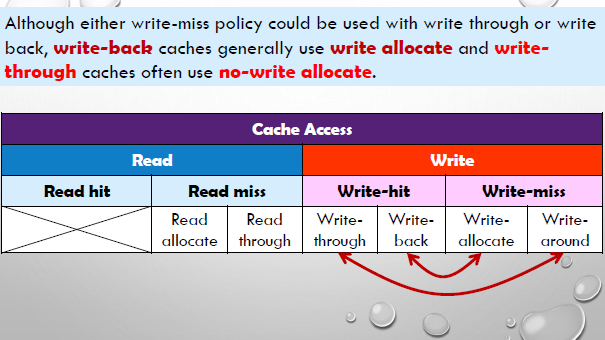 Although either write-miss policy could be used with write through or write
back, write-back caches generally use write allocate and write-
through caches often use no-write allocate.
Cache Access
Read Write
Read hit Read miss Write-hit Write-miss
Read Read Write- Write- Write- Write-
allocate through through back allocate around